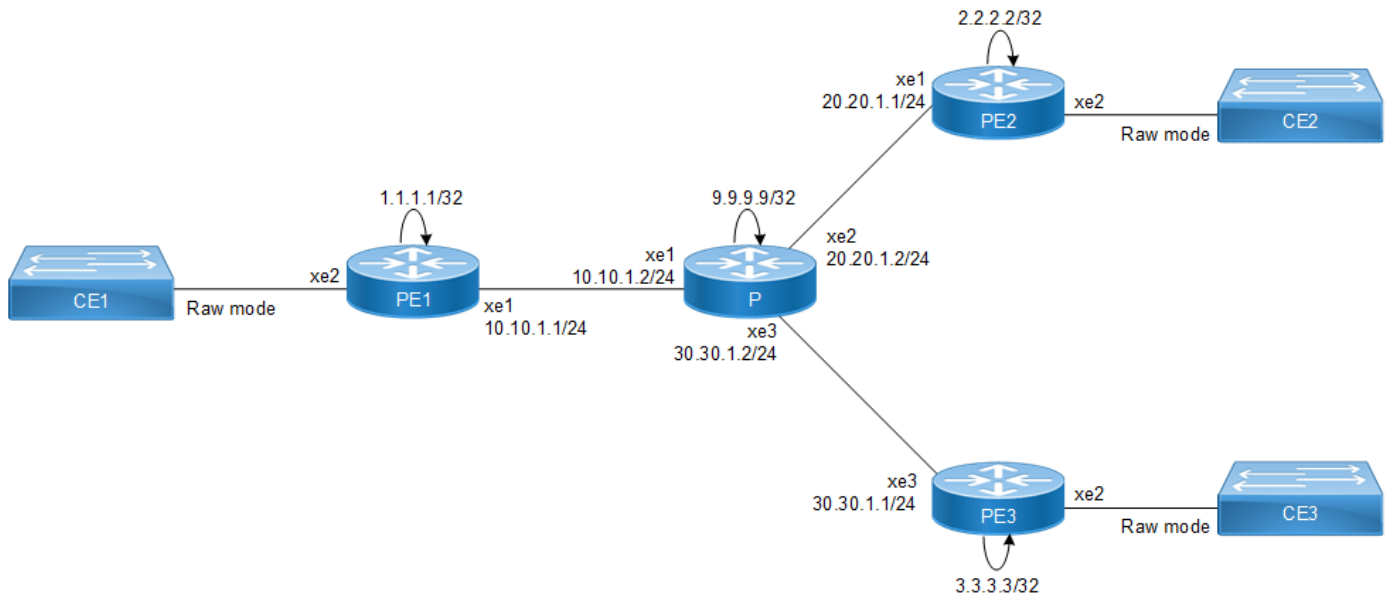 2.2.2.2/32
xe1
20.20.1.1/24
PE2
xe2
Raw mode
CE2
1.1.1.1/32
9.9.9.9/32
CE1
Raw mode
xe2
PE1
xe1
10.10.1.1/24
xe1
10.10.1.2/24
P
xe2
20.20.1.2/24
xe3
30.30.1.2/24
xe3
30.30.1.1/24
PE3
xe2
Raw mode
CE3
3.3.3.3/32